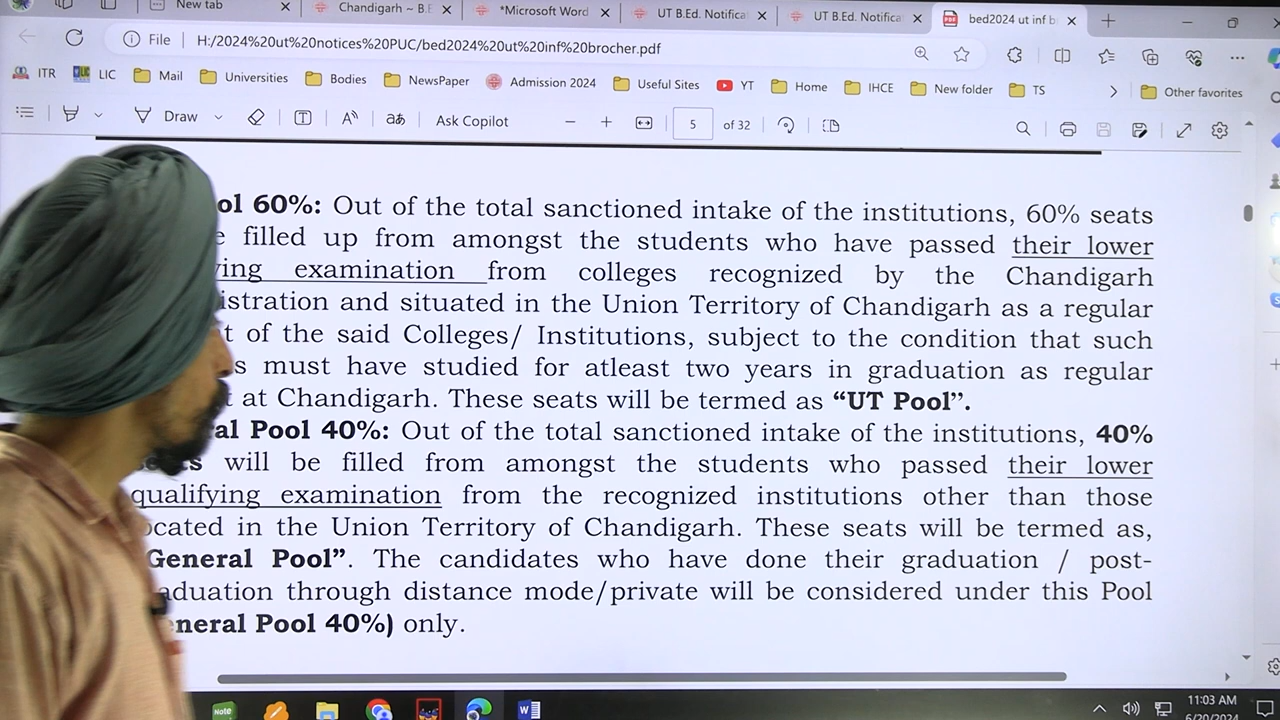 New tab
Chandigarh ~ B.E
*Microsoft Word
UT B.Ed. Notifica
UT B.Ed. Notifica
bed2024 ut inf b
File
H:/2024%20ut%20notices%20PUC/bed2024%20ut%20inf%20brocher.pdf
ITR
LIC
Mail
Universities
Bodies
NewsPaper
Admission 2024
Useful Sites
YT
Home
IHCE
New folder
TS
Other favorites
Draw
Ask Copilot
5
of 32
ol 60%: Out of the total sanctioned intake of the institutions, 60% seats
e filled up from amongst the students who have passed their lower
ying examination from colleges recognized by the Chandigarh
istration and situated in the Union Territory of Chandigarh as a regular
t of the said Colleges/ Institutions, subject to the condition that such
s must have studied for atleast two years in graduation as regular
t at Chandigarh. These seats will be termed as “UT Pool”.
al Pool 40%: Out of the total sanctioned intake of the institutions, 40%
will be filled from amongst the students who passed their lower
qualifying examination from the recognized institutions other than those
ocated in the Union Territory of Chandigarh. These seats will be termed as,
General Pool”. The candidates who have done their graduation / post-
aduation through distance mode/private will be considered under this Pool
neral Pool 40%) only.
Note
11:03 AM
6/20/2024